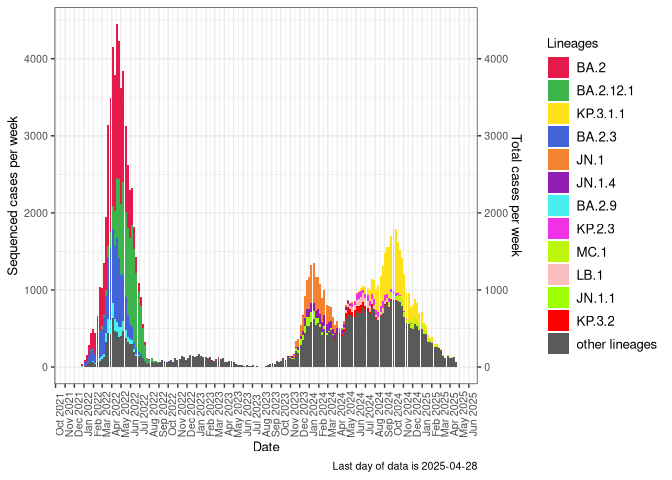 Sequenced cases per week
4000
3000
2000
1000
0
4000
3000
2000
1000
0
Total cases per week
Oct 2021
Nov 2021
Dec 2021
Jan 2022
Feb 2022
Mar 2022
Apr 2022
May 2022
Jun 2022
Jul 2022
Aug 2022
Sep 2022
Oct 2022
Nov 2022
Dec 2022
Jan 2023
Feb 2023
Mar 2023
Apr 2023
May 2023
Jun 2023
Jul 2023
Aug 2023
Sep 2023
Oct 2023
Nov 2023
Dec 2023
Jan 2024
Feb 2024
Mar 2024
Apr 2024
May 2024
Jun 2024
Jul 2024
Aug 2024
Sep 2024
Oct 2024
Nov 2024
Dec 2024
Jan 2025
Feb 2025
Mar 2025
Apr 2025
May 2025
Jun 2025
Date
Lineages
BA.2
BA.2.12.1
KP.3.1.1
BA.2.3
JN.1
JN.1.4
BA.2.9
KP.2.3
MC.1
LB.1
JN.1.1
KP.3.2
other lineages
Last day of data is 2025-04-28